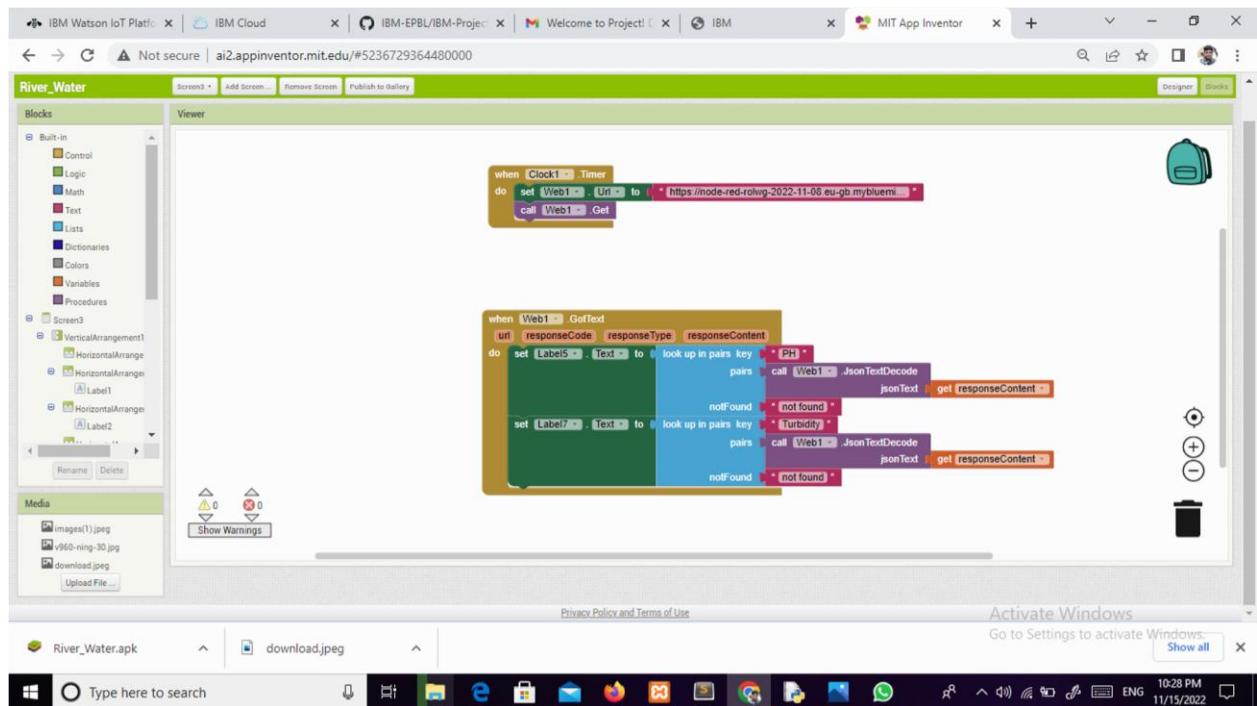 IBM Watson IoT Platfo
IBM Cloud
IBM-EPBL/IBM-Project
Welcome to Project!
IBM
MIT App Inventor
Not secure | ai2.appinventor.mit.edu/#5236729364480000
River_Water
Screen3
Add Screen ...
Remove Screen
Publish to Gallery
Designer
Blocks
Blocks
Viewer
Built-in
Control
Logic
Math
Text
Lists
Dictionaries
Colors
Variables
Procedures
Screen3
VerticalArrangement1
HorizontalArrange
HorizontalArranger
Label1
HorizontalArranger
Label2
Rename Delete
Media
images(1).jpeg
v960-ning-30.jpg
download.jpeg
Upload File ...
when Clock1 .Timer
do set Web1 . Url to " https://node-red-rolwg-2022-11-08.eu-gb.mybluemi... "
call Web1 .Get
when Web1 .GotText
url responseCode responseType responseContent
do set Label5 . Text to look up in pairs key " PH "
pairs call Web1 .JsonTextDecode
jsonText get responseContent
notFound " not found "
set Label7 . Text to look up in pairs key " Turbidity "
pairs call Web1 .JsonTextDecode
jsonText get responseContent
notFound " not found "
0 0
Show Warnings
Privacy Policy and Terms of Use
Activate Windows
Go to Settings to activate Windows.
River_Water.apk
download.jpeg
Show all
Type here to search
ENG
10:28 PM
11/15/2022